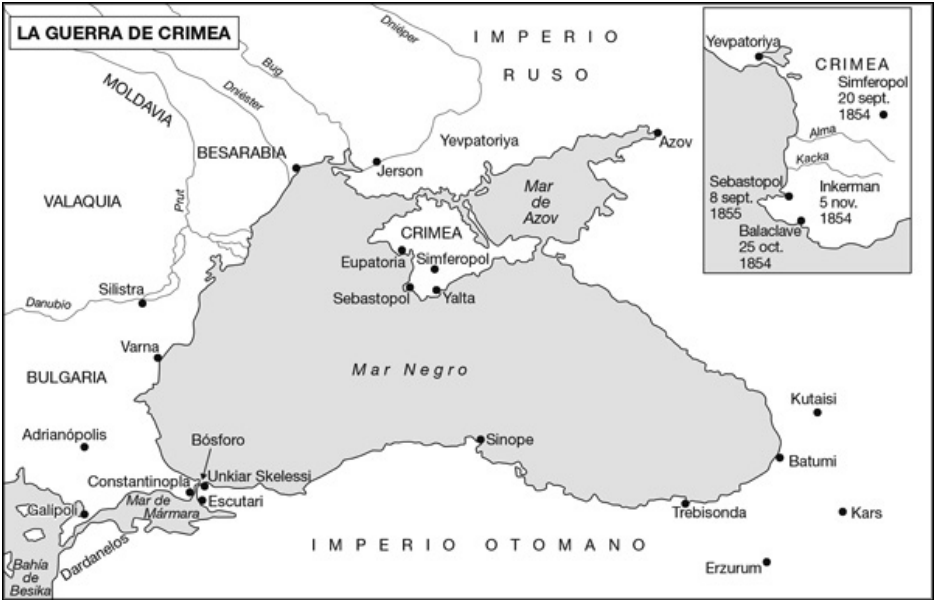 LA GUERRA DE CRIMEA
IMPERIO
RUSO
Dniéper
Bug
Dniéster
MOLDAVIA
BESARABIA
Jerson
Yevpatoriya
Azov
Mar
de
Azov
VALAQUIA
Prut
CRIMEA
Eupatoria
Simferopol
Sebastopol
Yalta
Silistra
Danubio
Varna
Mar Negro
BULGARIA
Kutaisi
Adrianópolis
Bósforo
Sinope
Batumi
Constantinopla
Unkiar Skelessi
Mar de
Mármara
Escutari
Galípoli
Trebisonda
Kars
Dardanelos
IMPERIO OTOMANO
Bahía
de
Besika
Erzurum
Yevpatoriya
CRIMEA
Simferopol
20 sept.
1854
Alma
Kacka
Sebastopol
8 sept.
1855
Inkerman
5 nov.
1854
Balaclave
25 oct.
1854